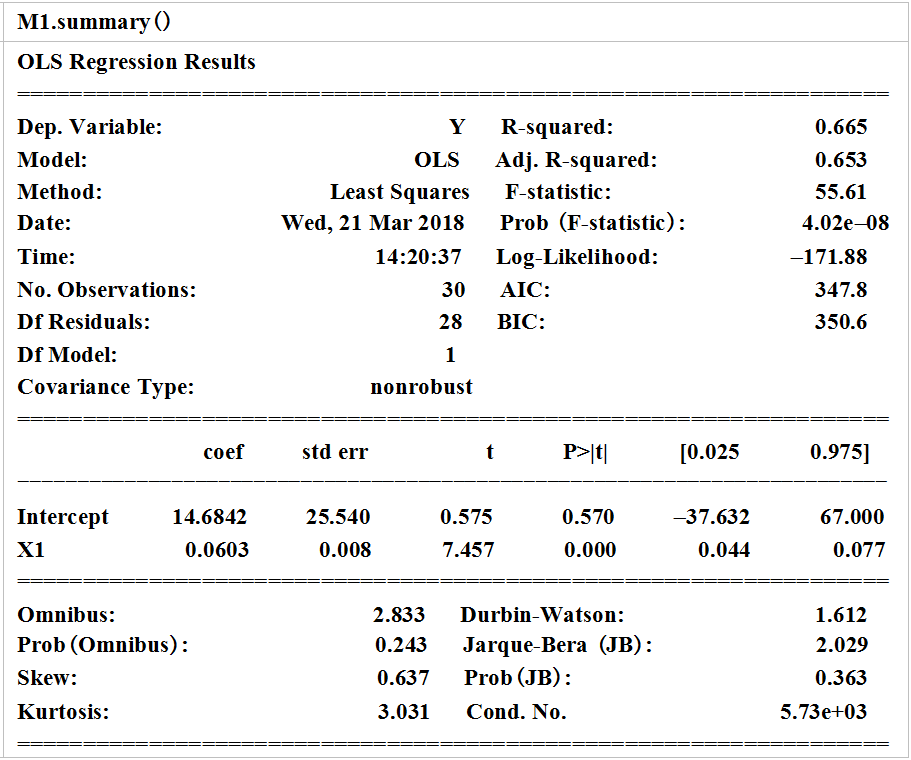 M1.summary()
OLS Regression Results
==============================================================================
Dep. Variable: Y R-squared: 0.665
Model: OLS Adj. R-squared: 0.653
Method: Least Squares F-statistic: 55.61
Date: Wed, 21 Mar 2018 Prob (F-statistic): 4.02e–08
Time: 14:20:37 Log-Likelihood: –171.88
No. Observations: 30 AIC: 347.8
Df Residuals: 28 BIC: 350.6
Df Model: 1
Covariance Type: nonrobust
==============================================================================
coef std err t P>|t| [0.025 0.975]
------------------------------------------------------------------------------
Intercept 14.6842 25.540 0.575 0.570 –37.632 67.000
X1 0.0603 0.008 7.457 0.000 0.044 0.077
==============================================================================
Omnibus: 2.833 Durbin-Watson: 1.612
Prob(Omnibus): 0.243 Jarque-Bera (JB): 2.029
Skew: 0.637 Prob(JB): 0.363
Kurtosis: 3.031 Cond. No. 5.73e+03
==============================================================================